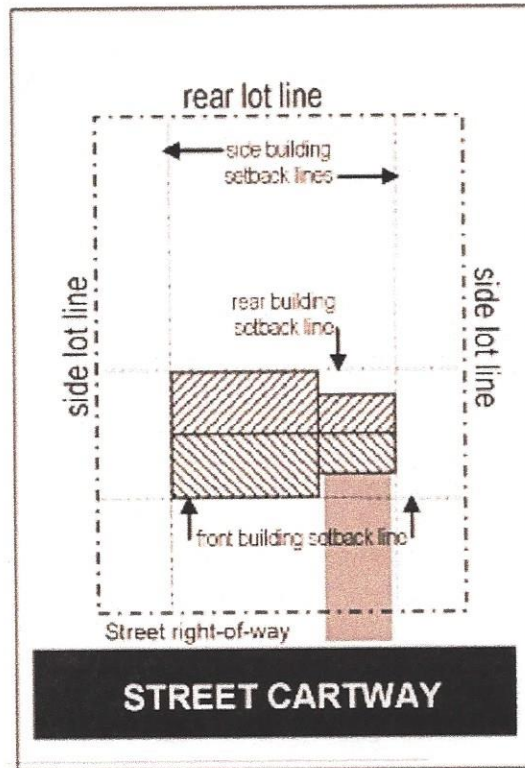 rear lot line
side building
setback lines
side lot line
side lot line
rear building
setback line
front building setback line
Street right-of-way
STREET CARTWAY